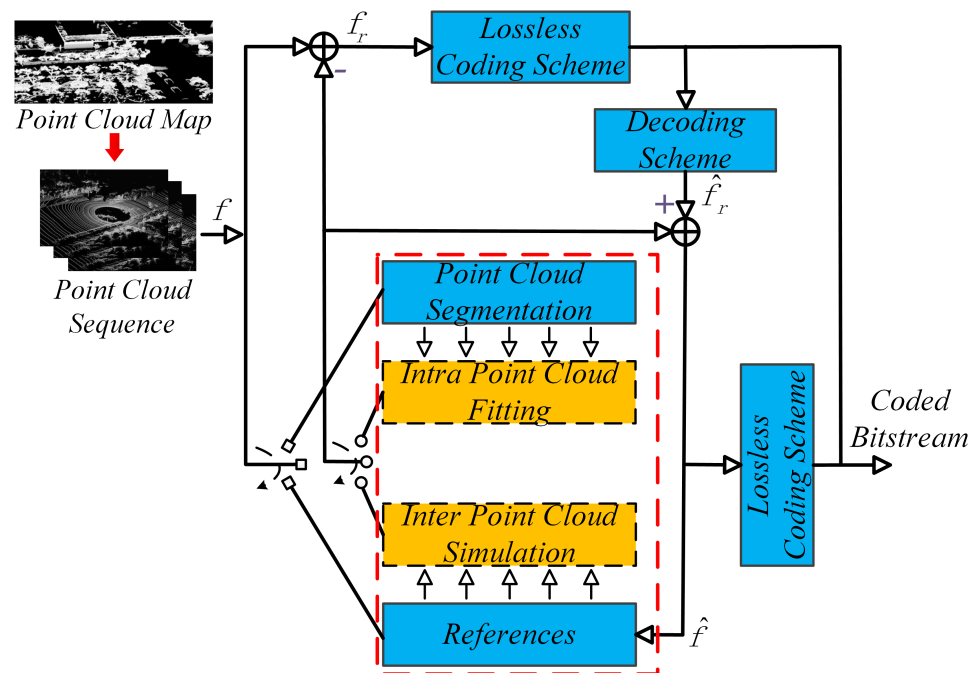 Point Cloud Map
Point Cloud
Sequence
f
f_r
-
Lossless
Coding Scheme
Decoding
Scheme
f̂_r
+
Point Cloud
Segmentation
Intra Point Cloud
Fitting
Inter Point Cloud
Simulation
References
f̂
Lossless
Coding Scheme
Coded
Bitstream